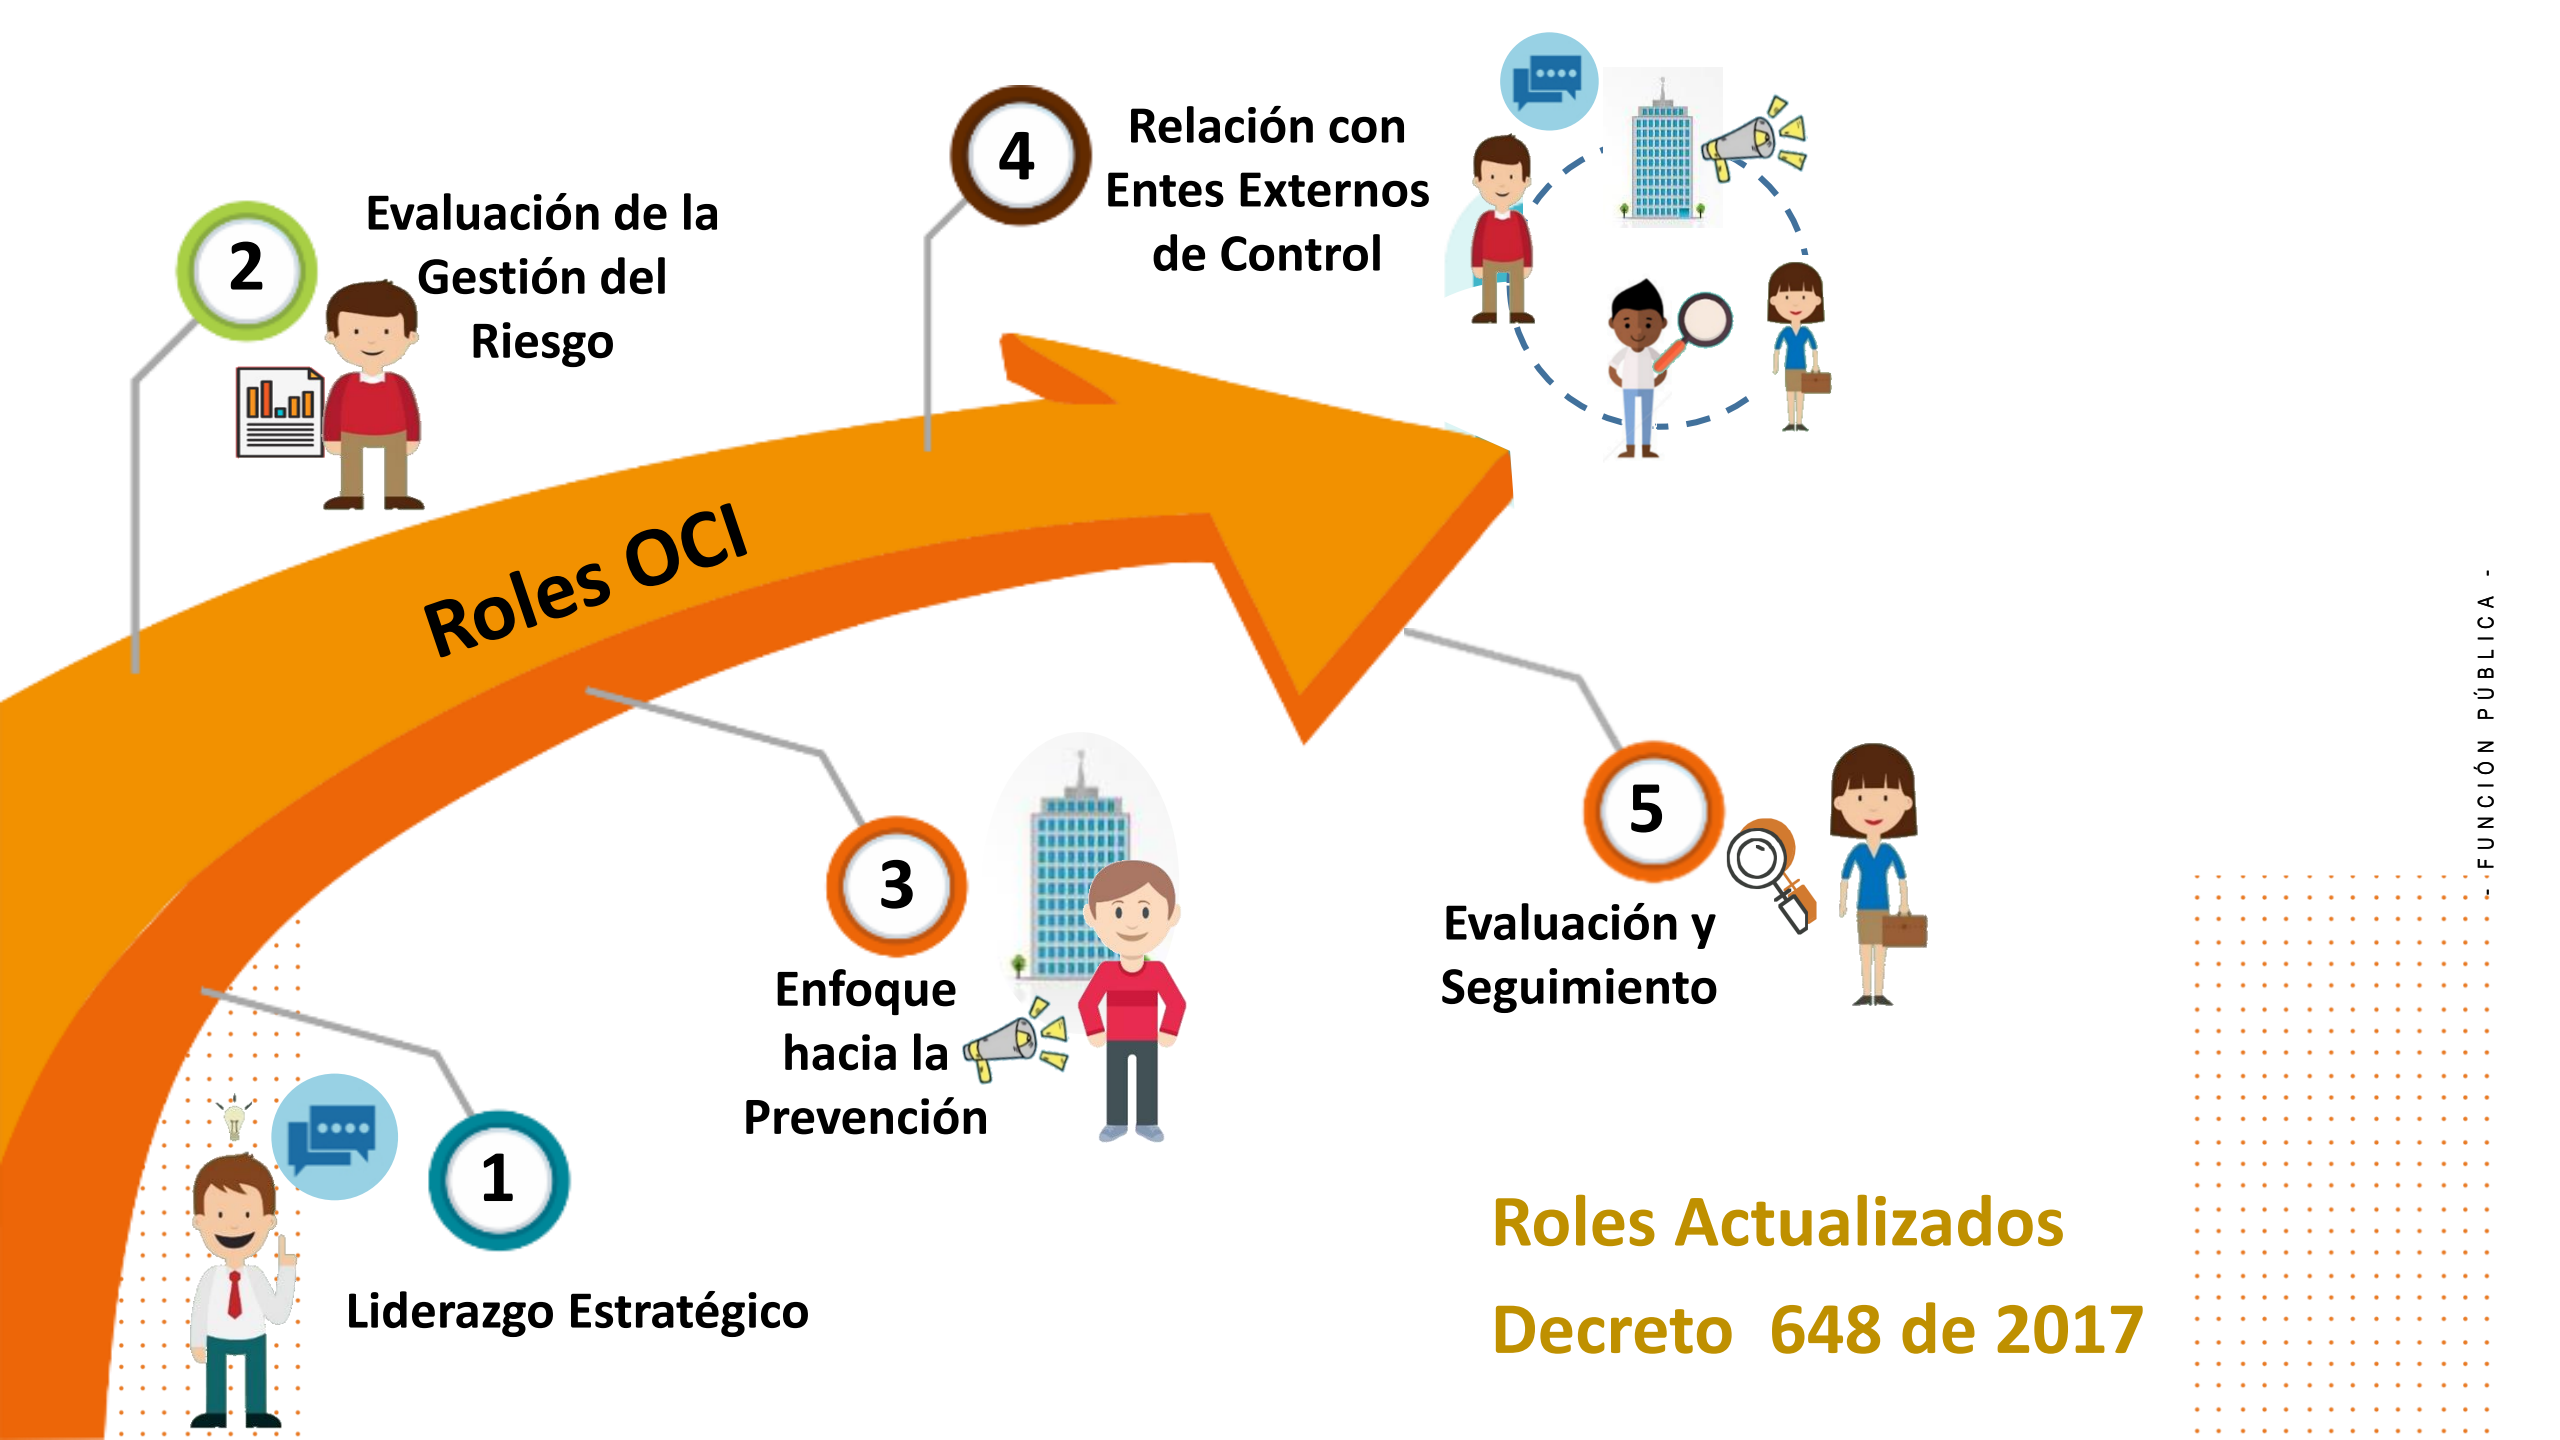 4
Relación con
Entes Externos
de Control
2
Evaluación de la
Gestión del
Riesgo
Roles OCI
- FUNCIÓN PÚBLICA -
5
Evaluación y
Seguimiento
3
Enfoque
hacia la
Prevención
1
Liderazgo Estratégico
Roles Actualizados
Decreto  648 de 2017